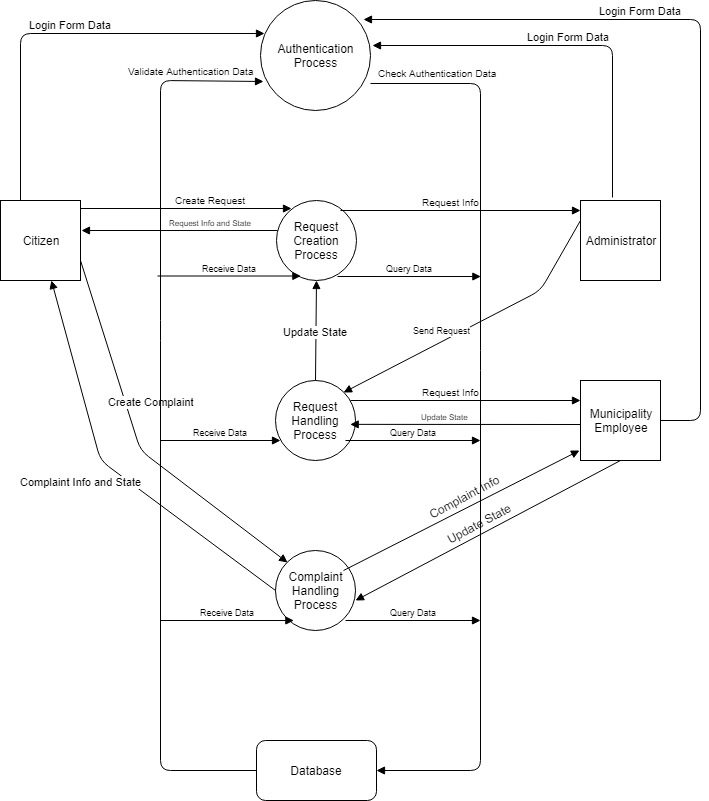 Login Form Data
Login Form Data
Login Form Data
Authentication
Process
Validate Authentication Data
Check Authentication Data
Create Request
Request Info
Request Info and State
Citizen
Request
Creation
Process
Administrator
Receive Data
Query Data
Update State
Send Request
Request Info
Create Complaint
Request
Handling
Process
Update State
Municipality
Employee
Receive Data
Query Data
Complaint Info and State
Complaint Info
Update State
Complaint
Handling
Process
Receive Data
Query Data
Database